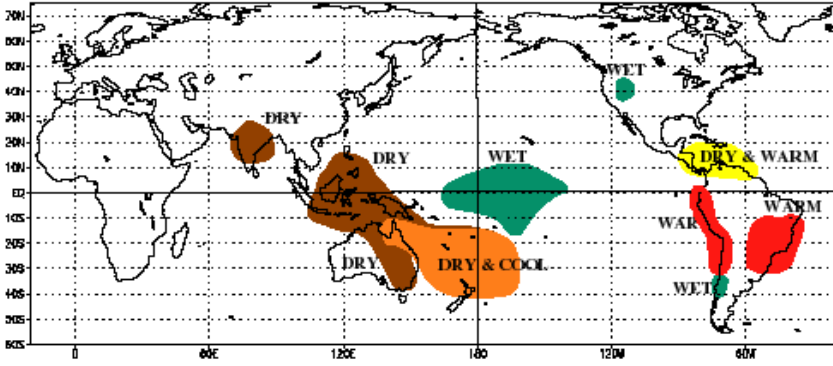 70N
60N
50N
40N
30N
20N
10N
EQ
10S
20S
30S
40S
50S
60S
WET
DRY
DRY
WET
DRY & WARM
WAR
WARM
DRY
DRY & COOL
WET
0
60E
120E
180
120W
60W